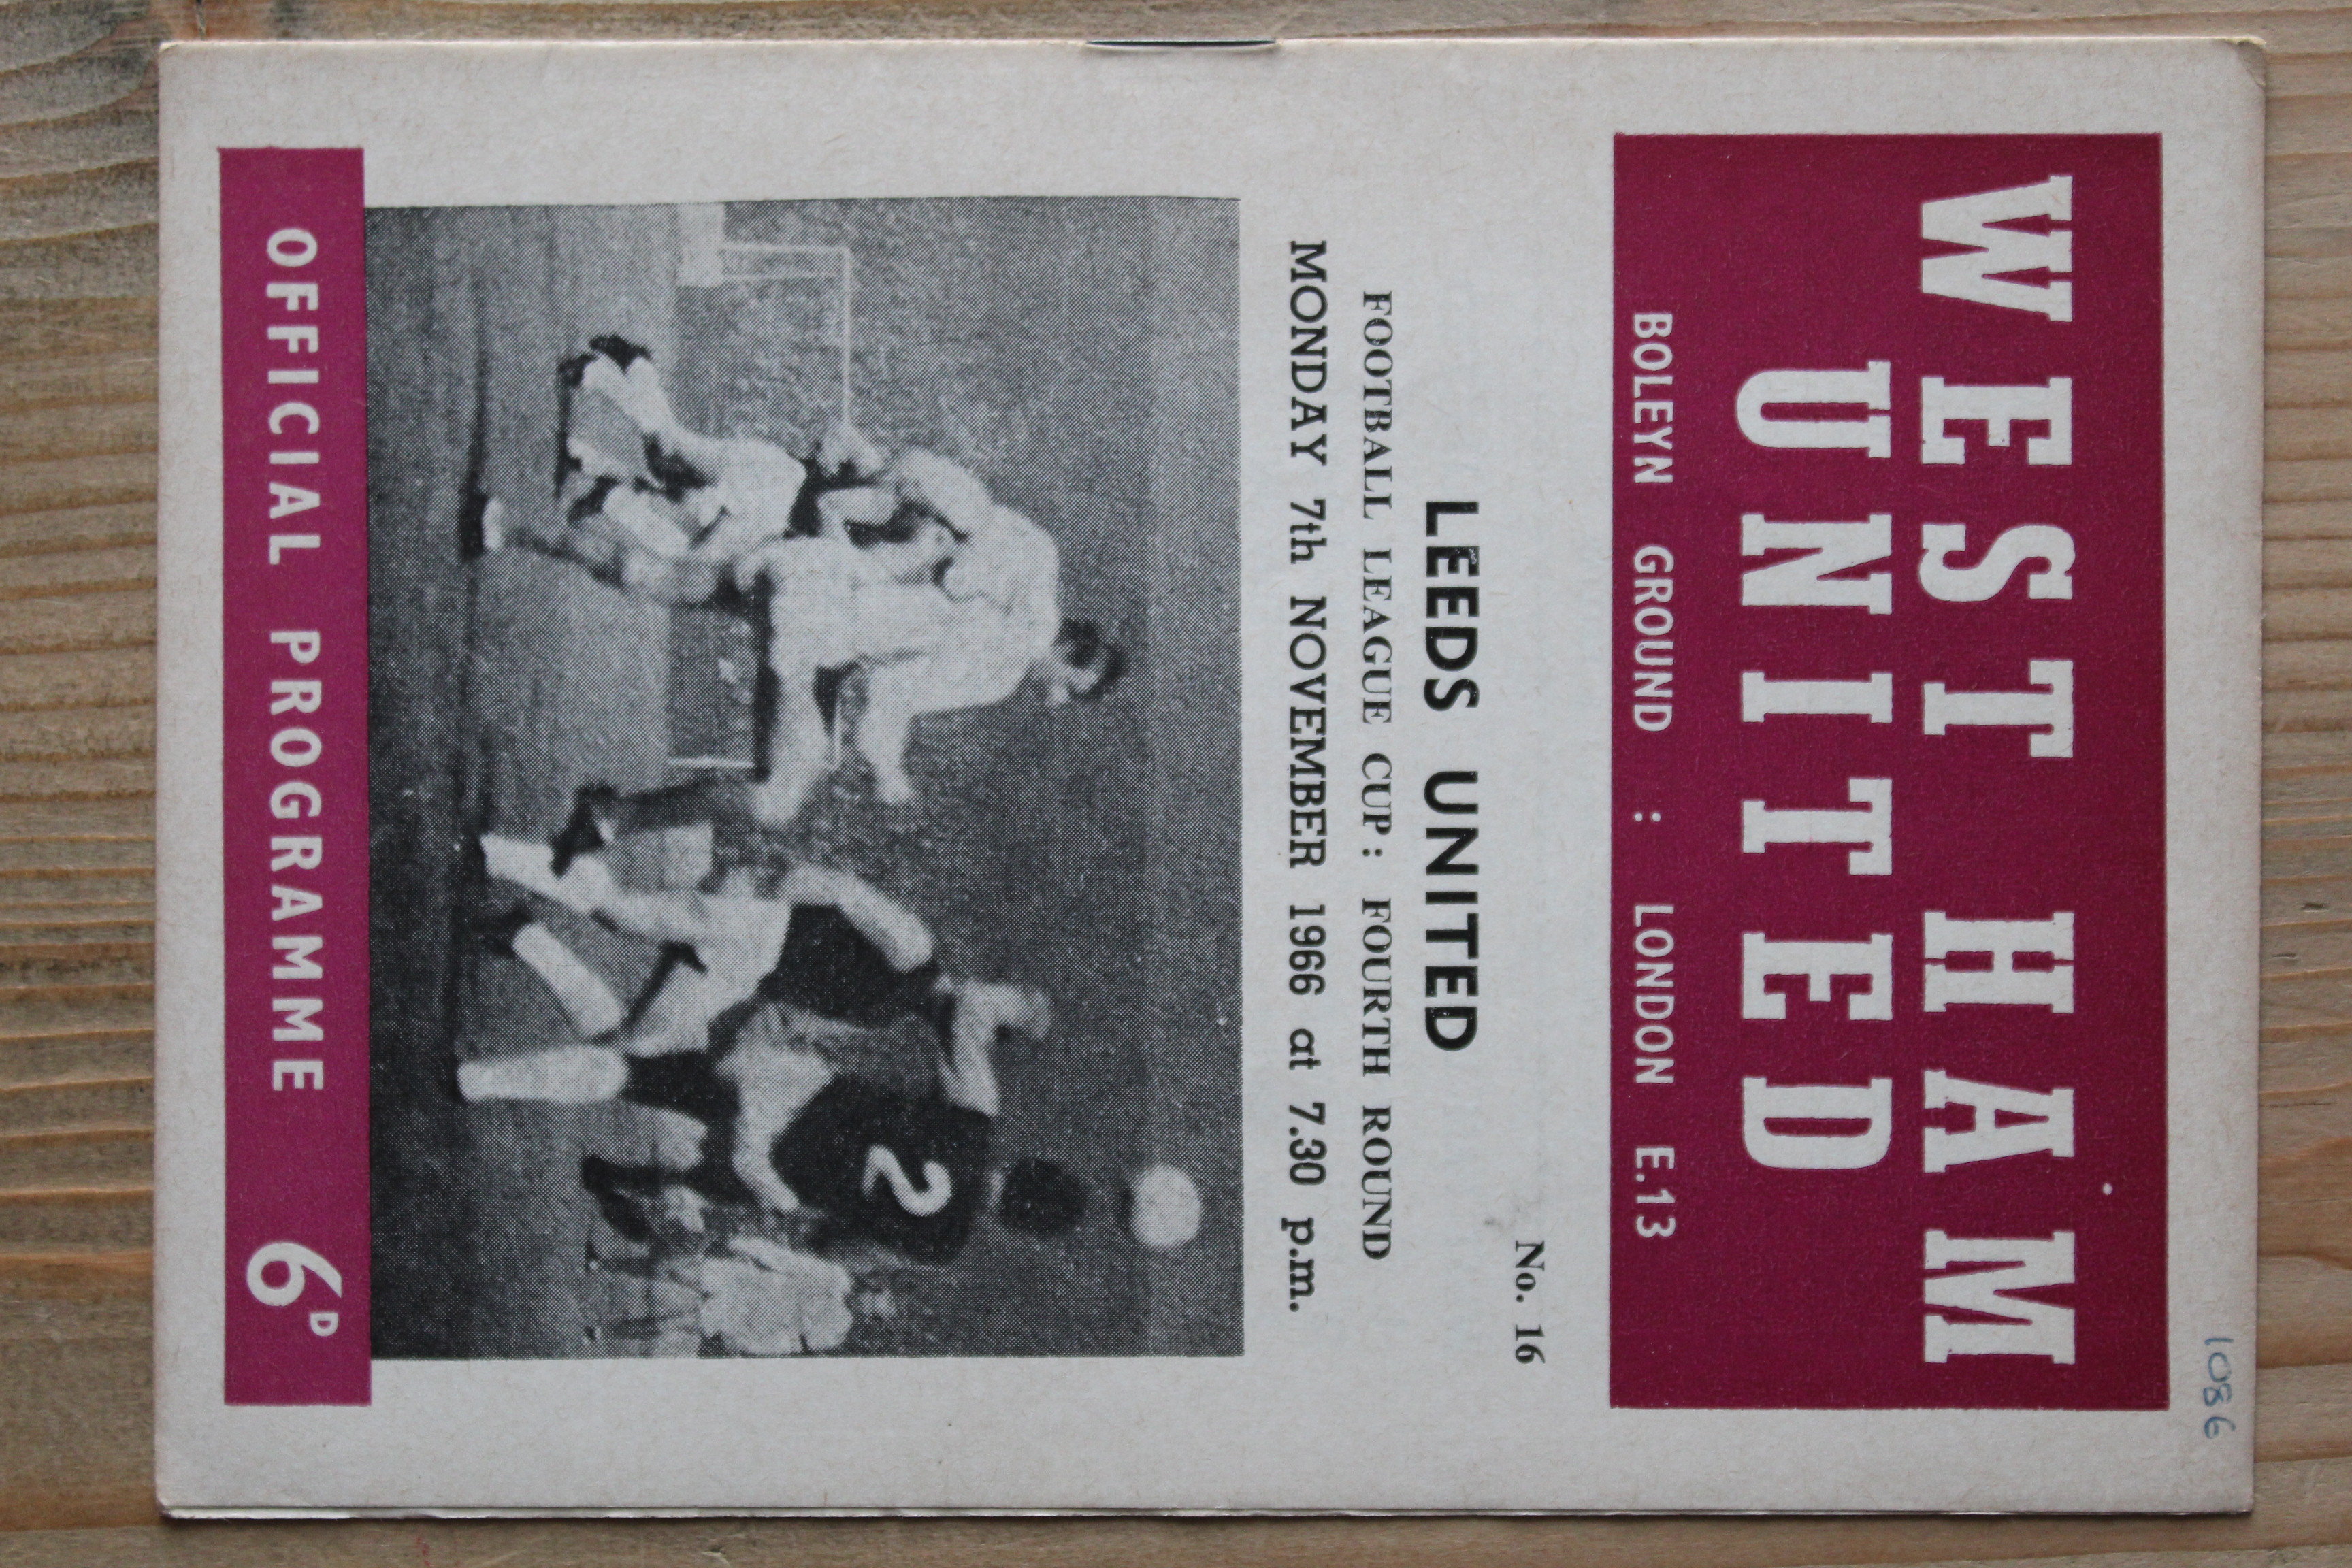 1086
WEST HAM
UNITED
BOLEYN GROUND : LONDON E.13
No. 16
LEEDS UNITED
FOOTBALL LEAGUE CUP : FOURTH ROUND
MONDAY 7th NOVEMBER 1966 at 7.30 p.m.
2
OFFICIAL PROGRAMME 6D